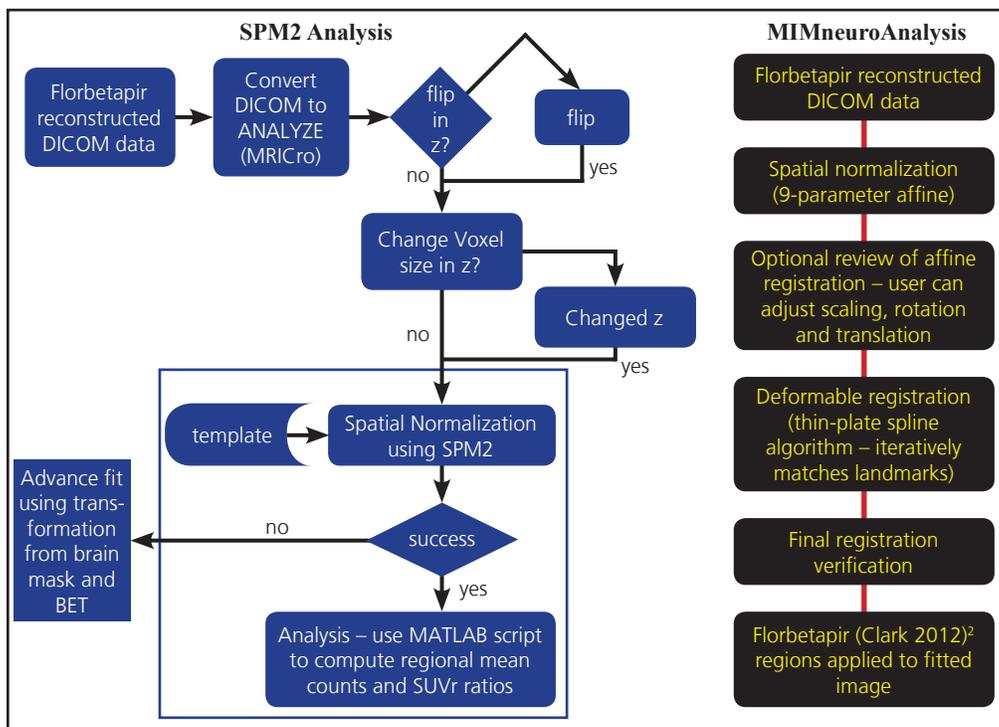 SPM2 Analysis
Florbetapir
reconstructed
DICOM data
Convert
DICOM to
ANALYZE
(MRICro)
flip
in
z?
flip
no
yes
Change Voxel
size in z?
Changed z
no
yes
template
Spatial Normalization
using SPM2
success
no
Advance fit
using trans-
formation
from brain
mask and
BET
yes
Analysis – use MATLAB script
to compute regional mean
counts and SUVr ratios
MIMneuroAnalysis
Florbetapir reconstructed
DICOM data
Spatial normalization
(9-parameter affine)
Optional review of affine
registration – user can
adjust scaling, rotation
and translation
Deformable registration
(thin-plate spline
algorithm – iteratively
matches landmarks)
Final registration
verification
Florbetapir (Clark 2012)²
regions applied to fitted
image